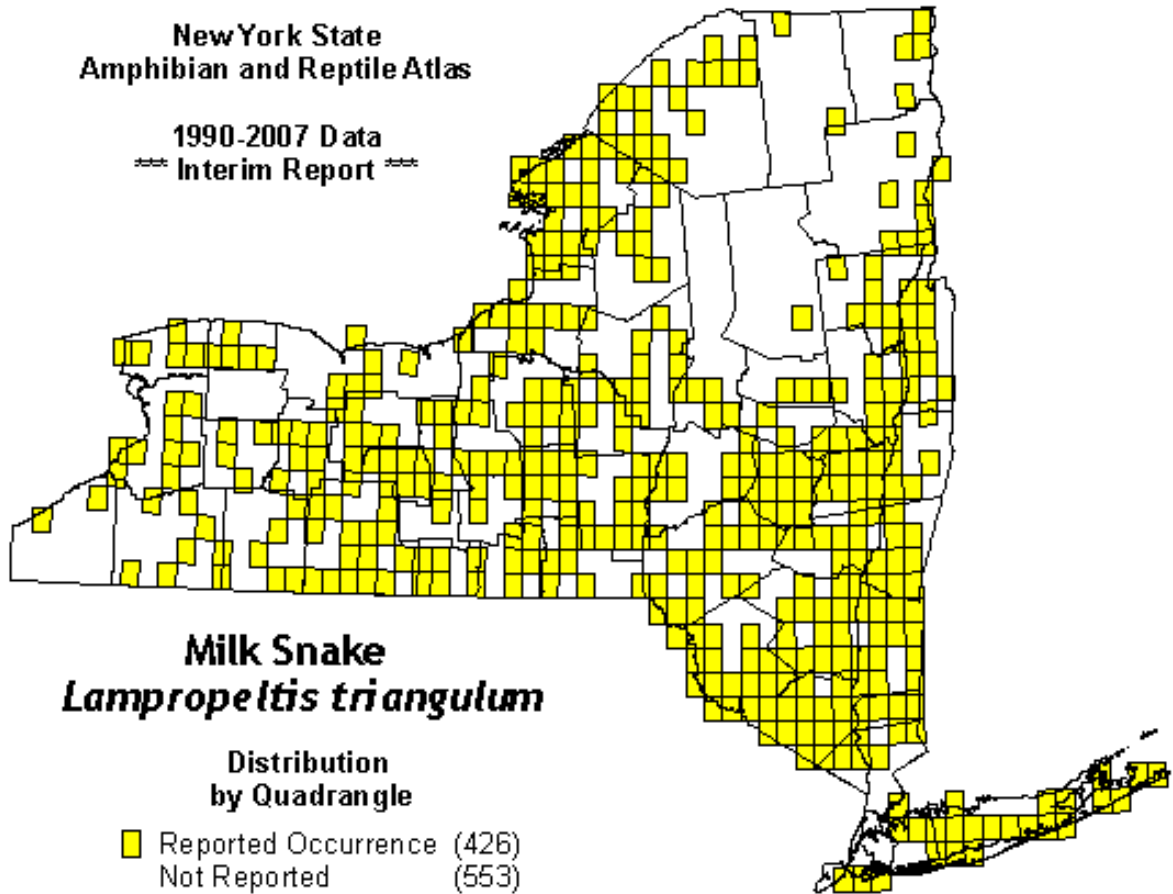 New York State
Amphibian and Reptile Atlas
1990-2007 Data
*** Interim Report ***
Milk Snake
Lampropeltis triangulum
Distribution
by Quadrangle
Reported Occurrence (426)
Not Reported (553)